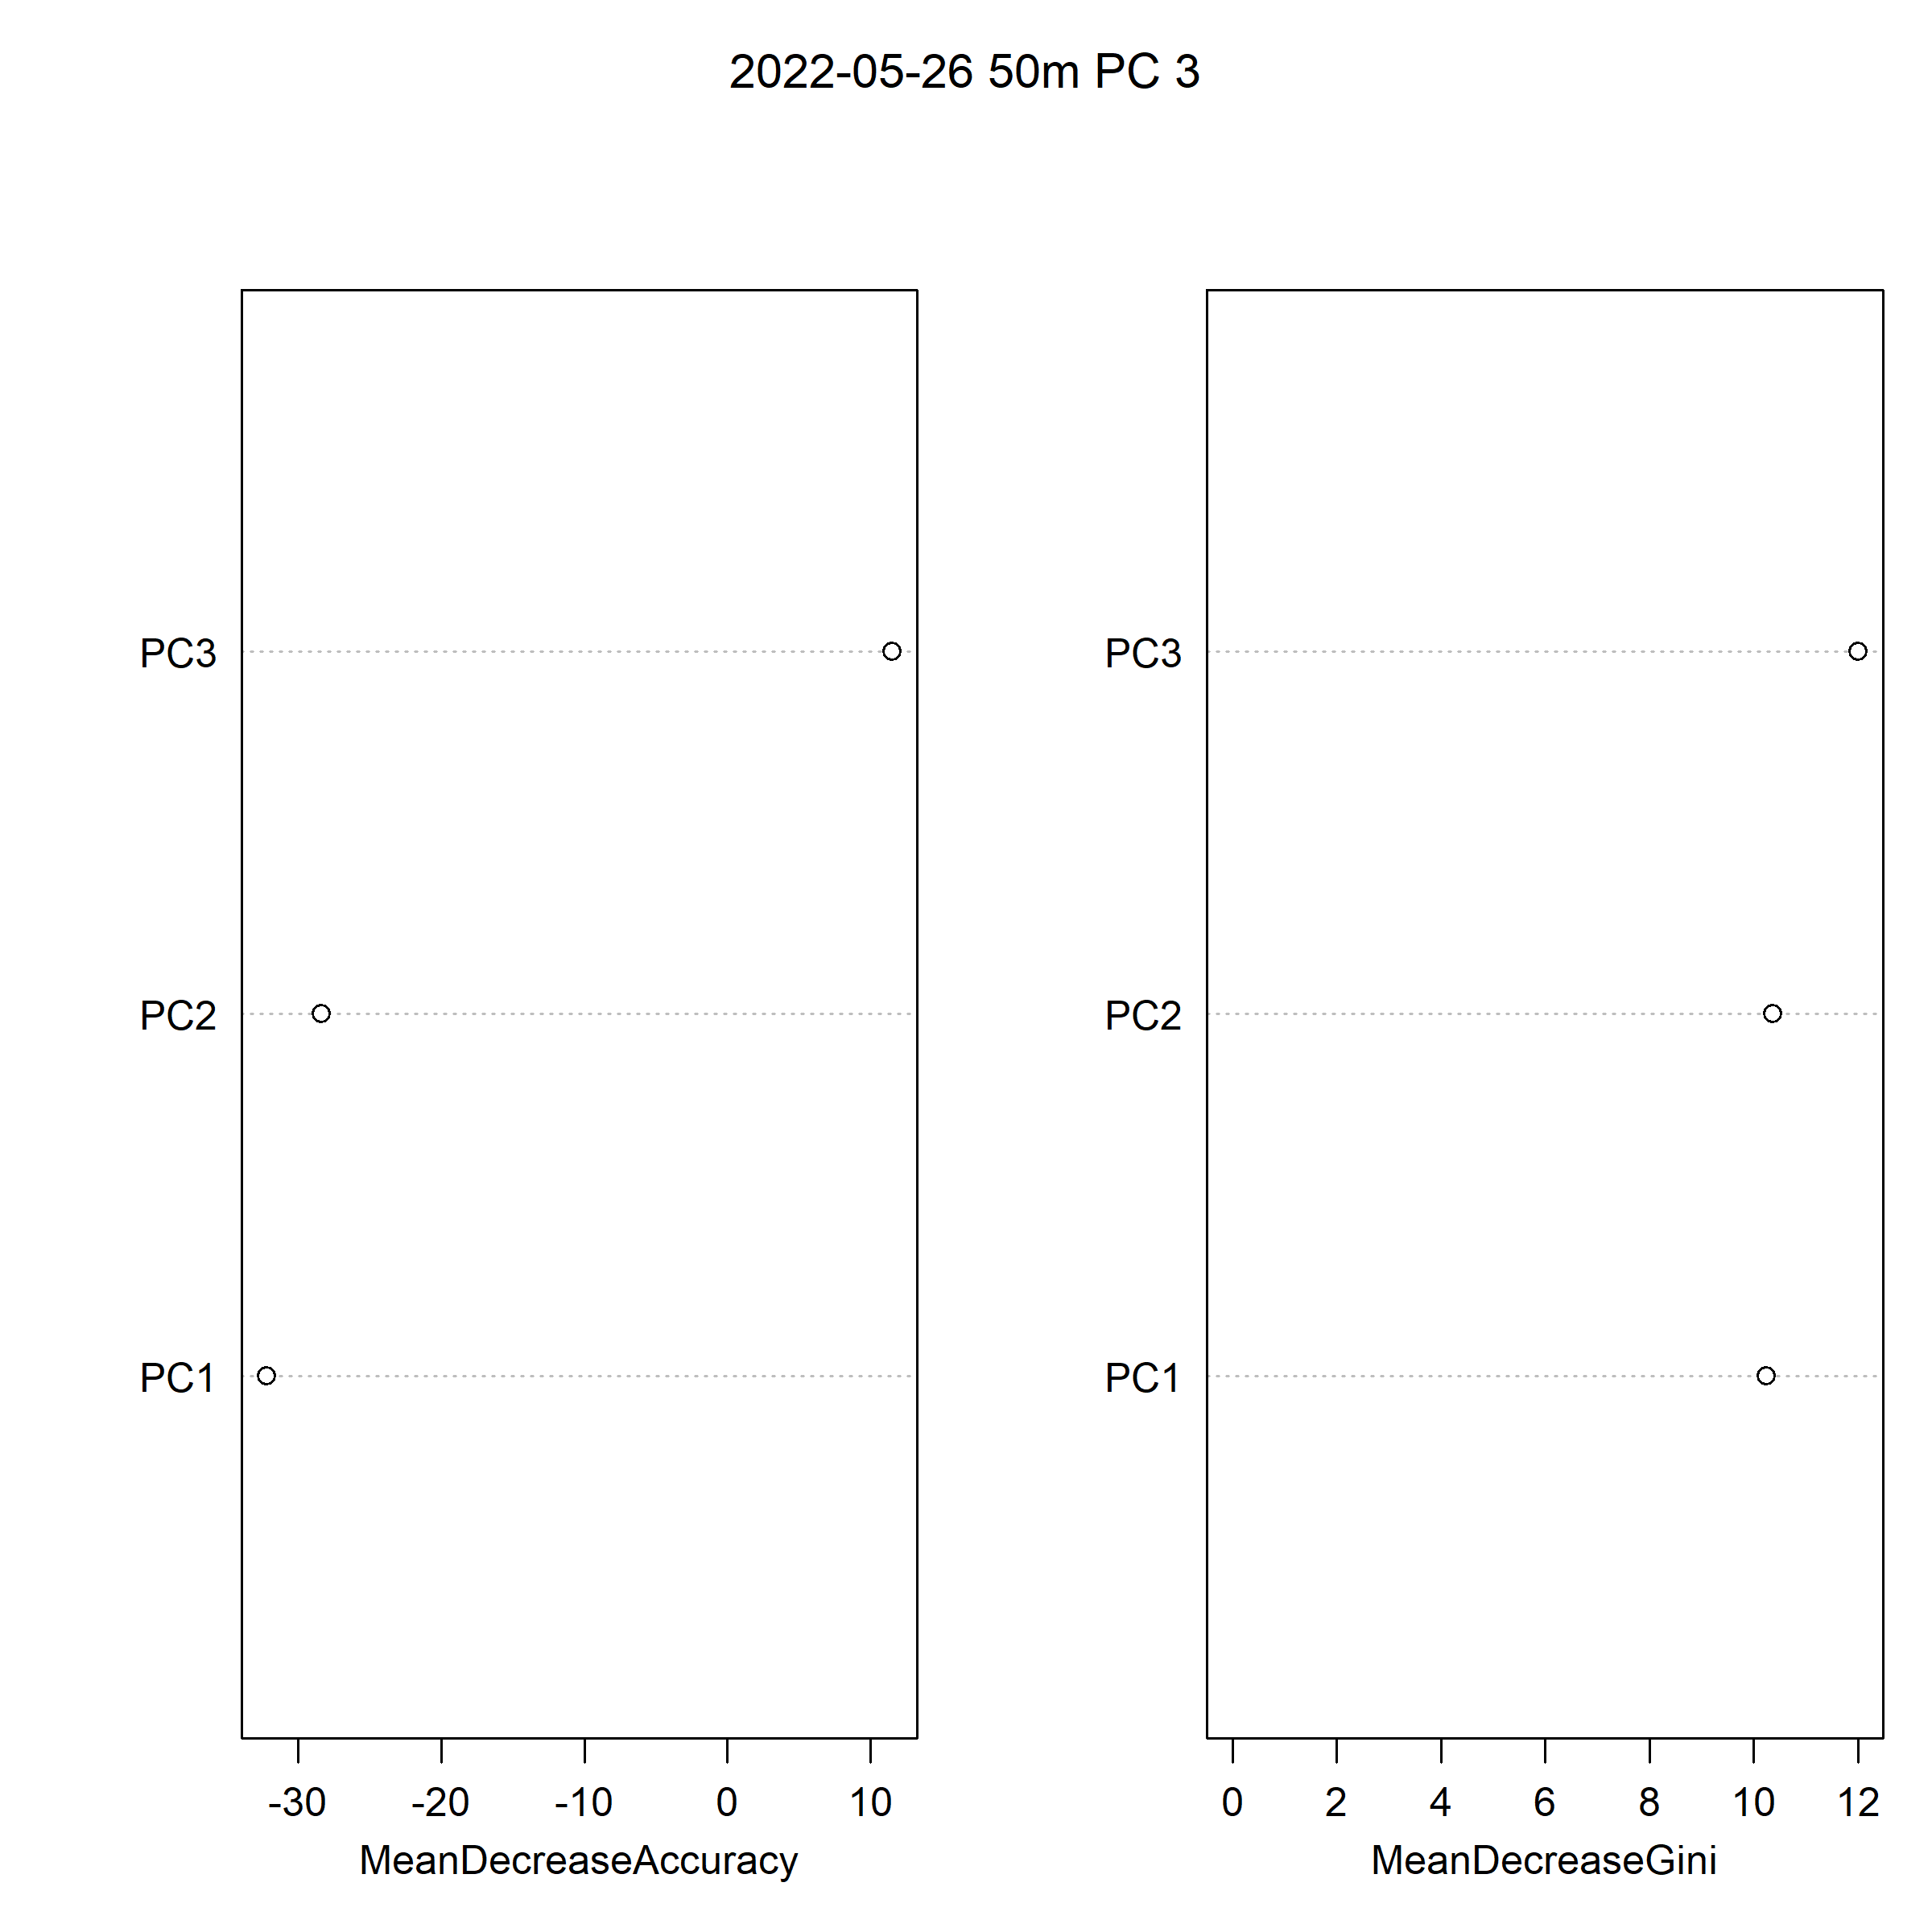 2022-05-26 50m PC 3
PC3
PC2
PC1
-30 -20 -10 0 10
MeanDecreaseAccuracy
PC3
PC2
PC1
0 2 4 6 8 10 12
MeanDecreaseGini